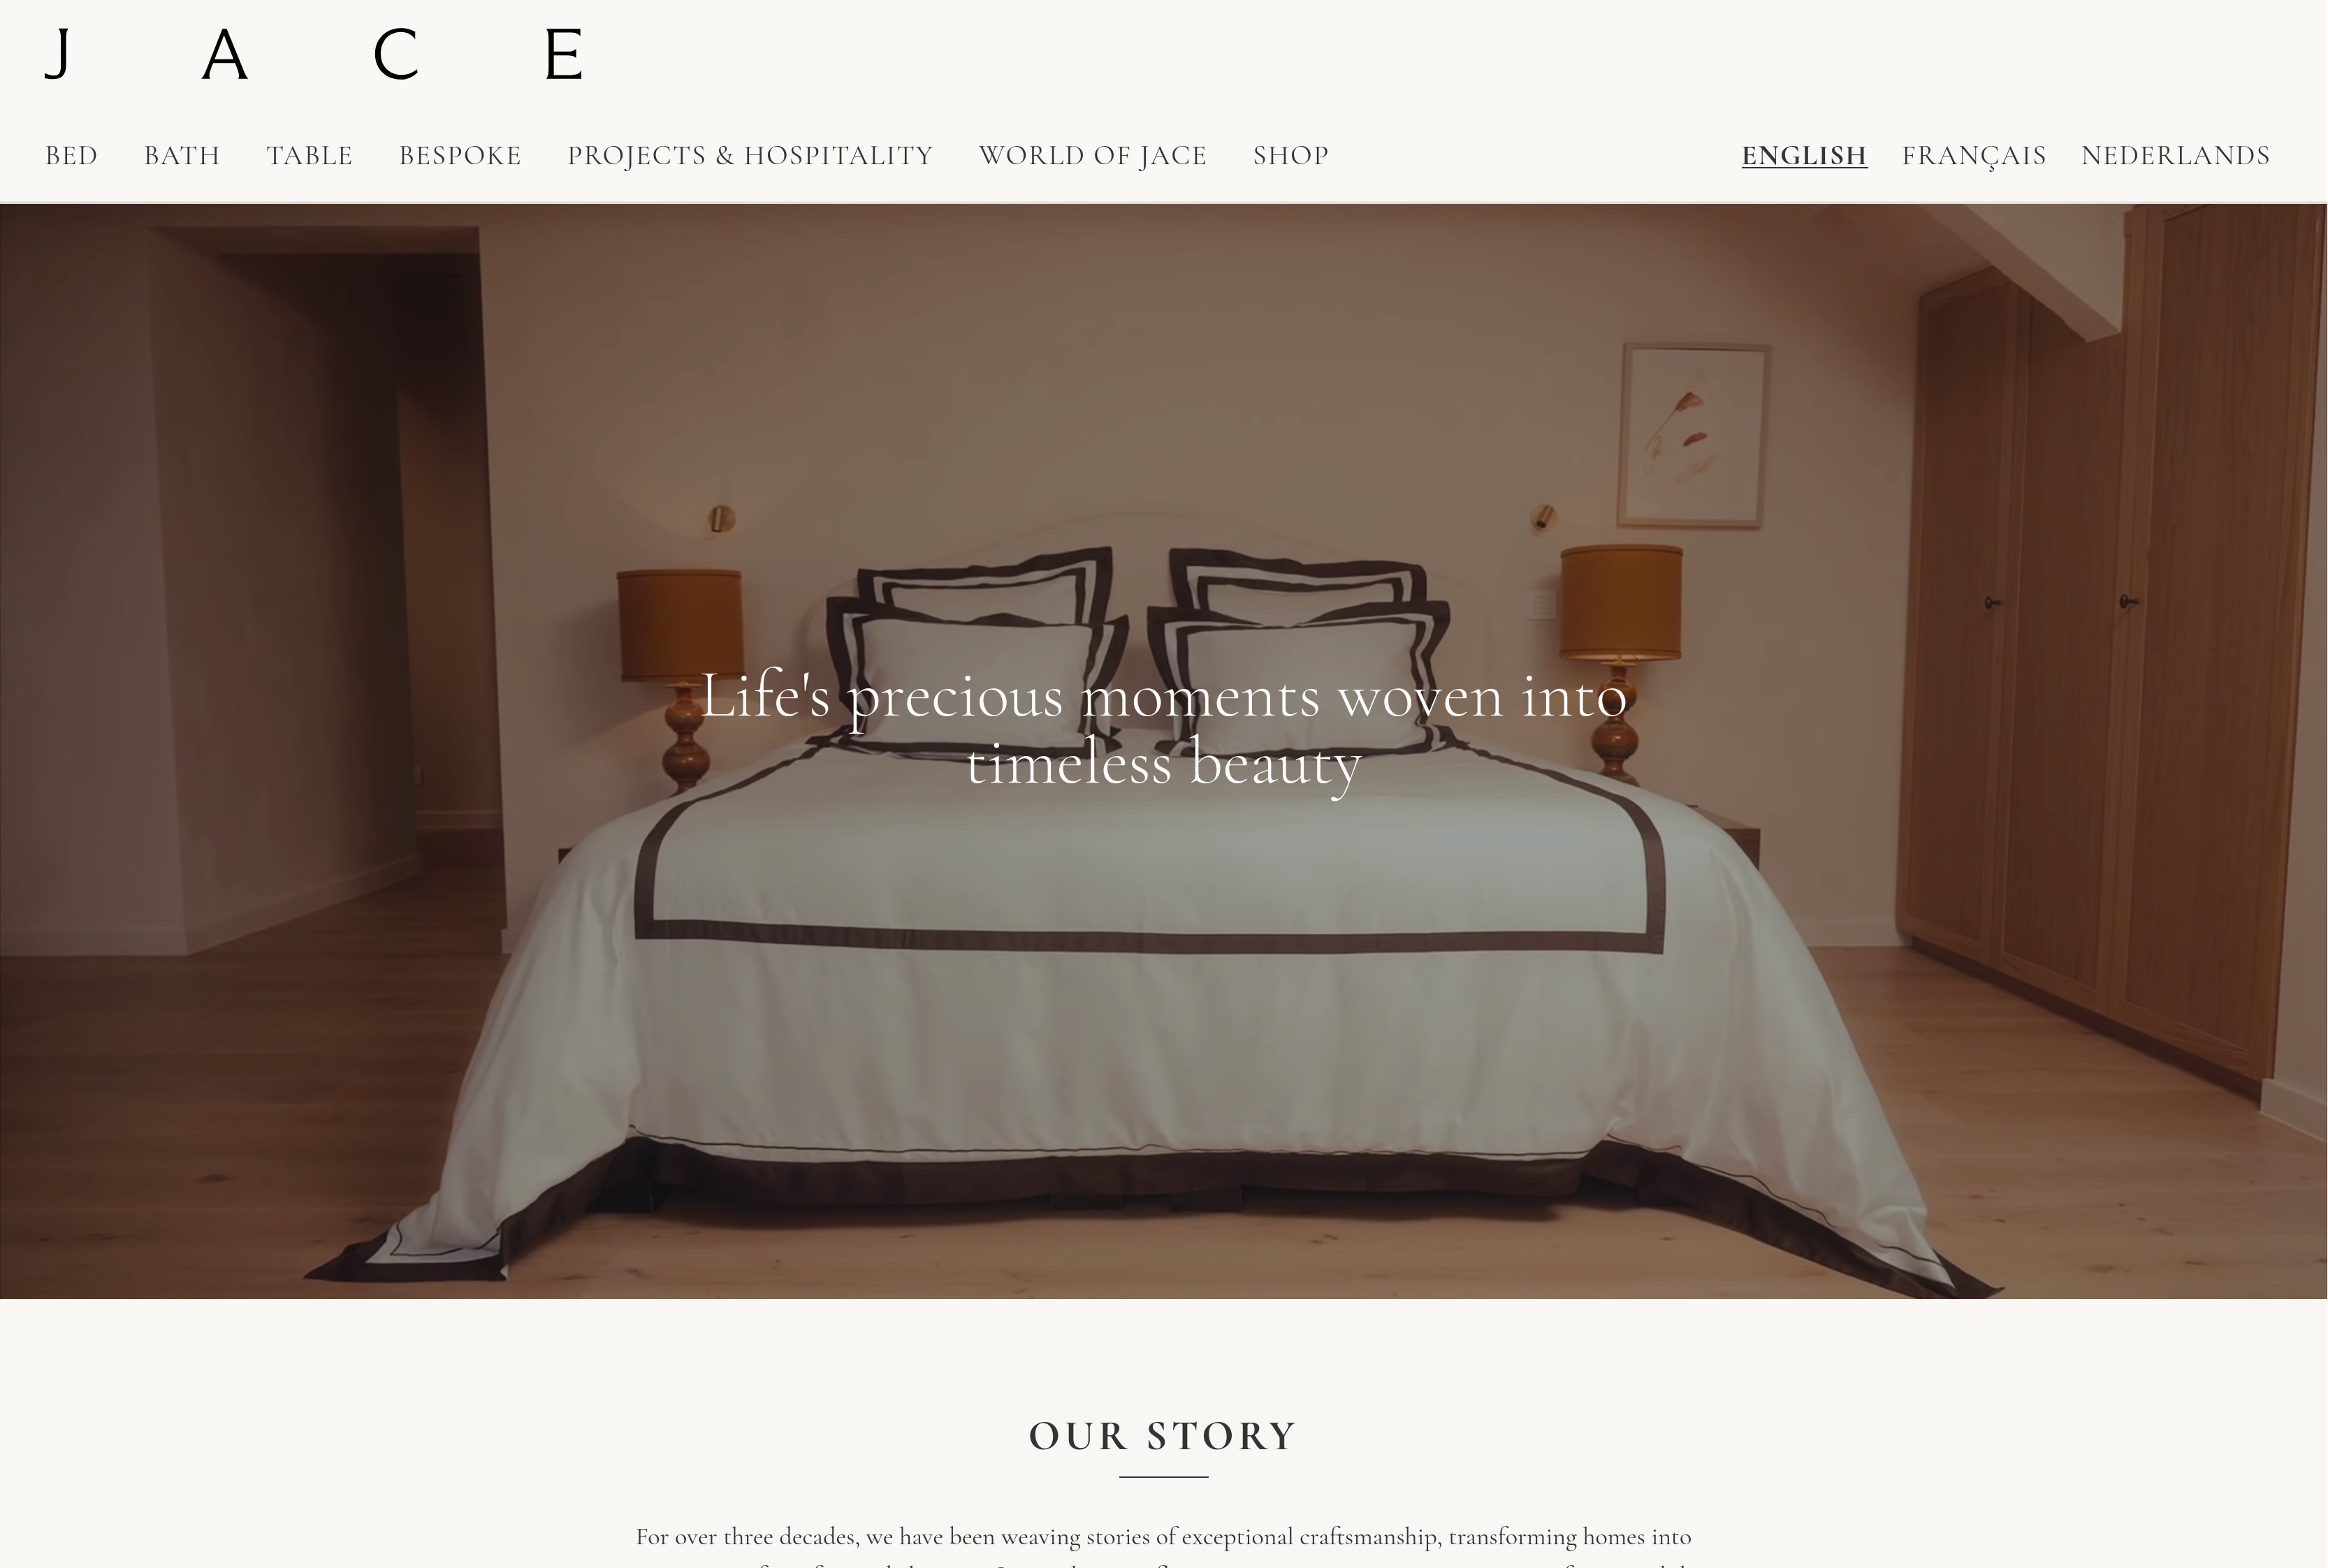 J A C E
BED BATH TABLE BESPOKE PROJECTS & HOSPITALITY WORLD OF JACE SHOP ENGLISH FRANÇAIS NEDERLANDS
Life's precious moments woven into
timeless beauty
OUR STORY
For over three decades, we have been weaving stories of exceptional craftsmanship, transforming homes into